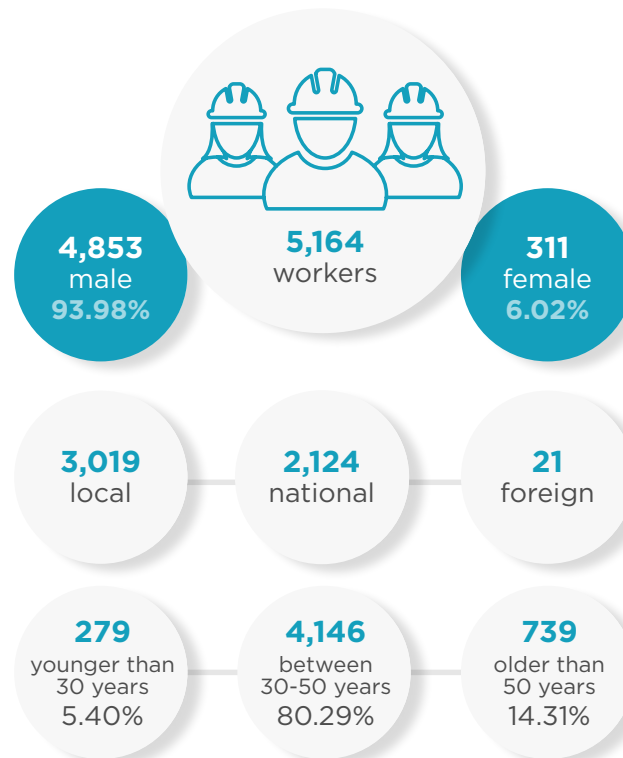 5,164
workers
4,853
male
93.98%
311
female
6.02%
3,019
local
2,124
national
21
foreign
279
younger than
30 years
5.40%
4,146
between
30-50 years
80.29%
739
older than
50 years
14.31%